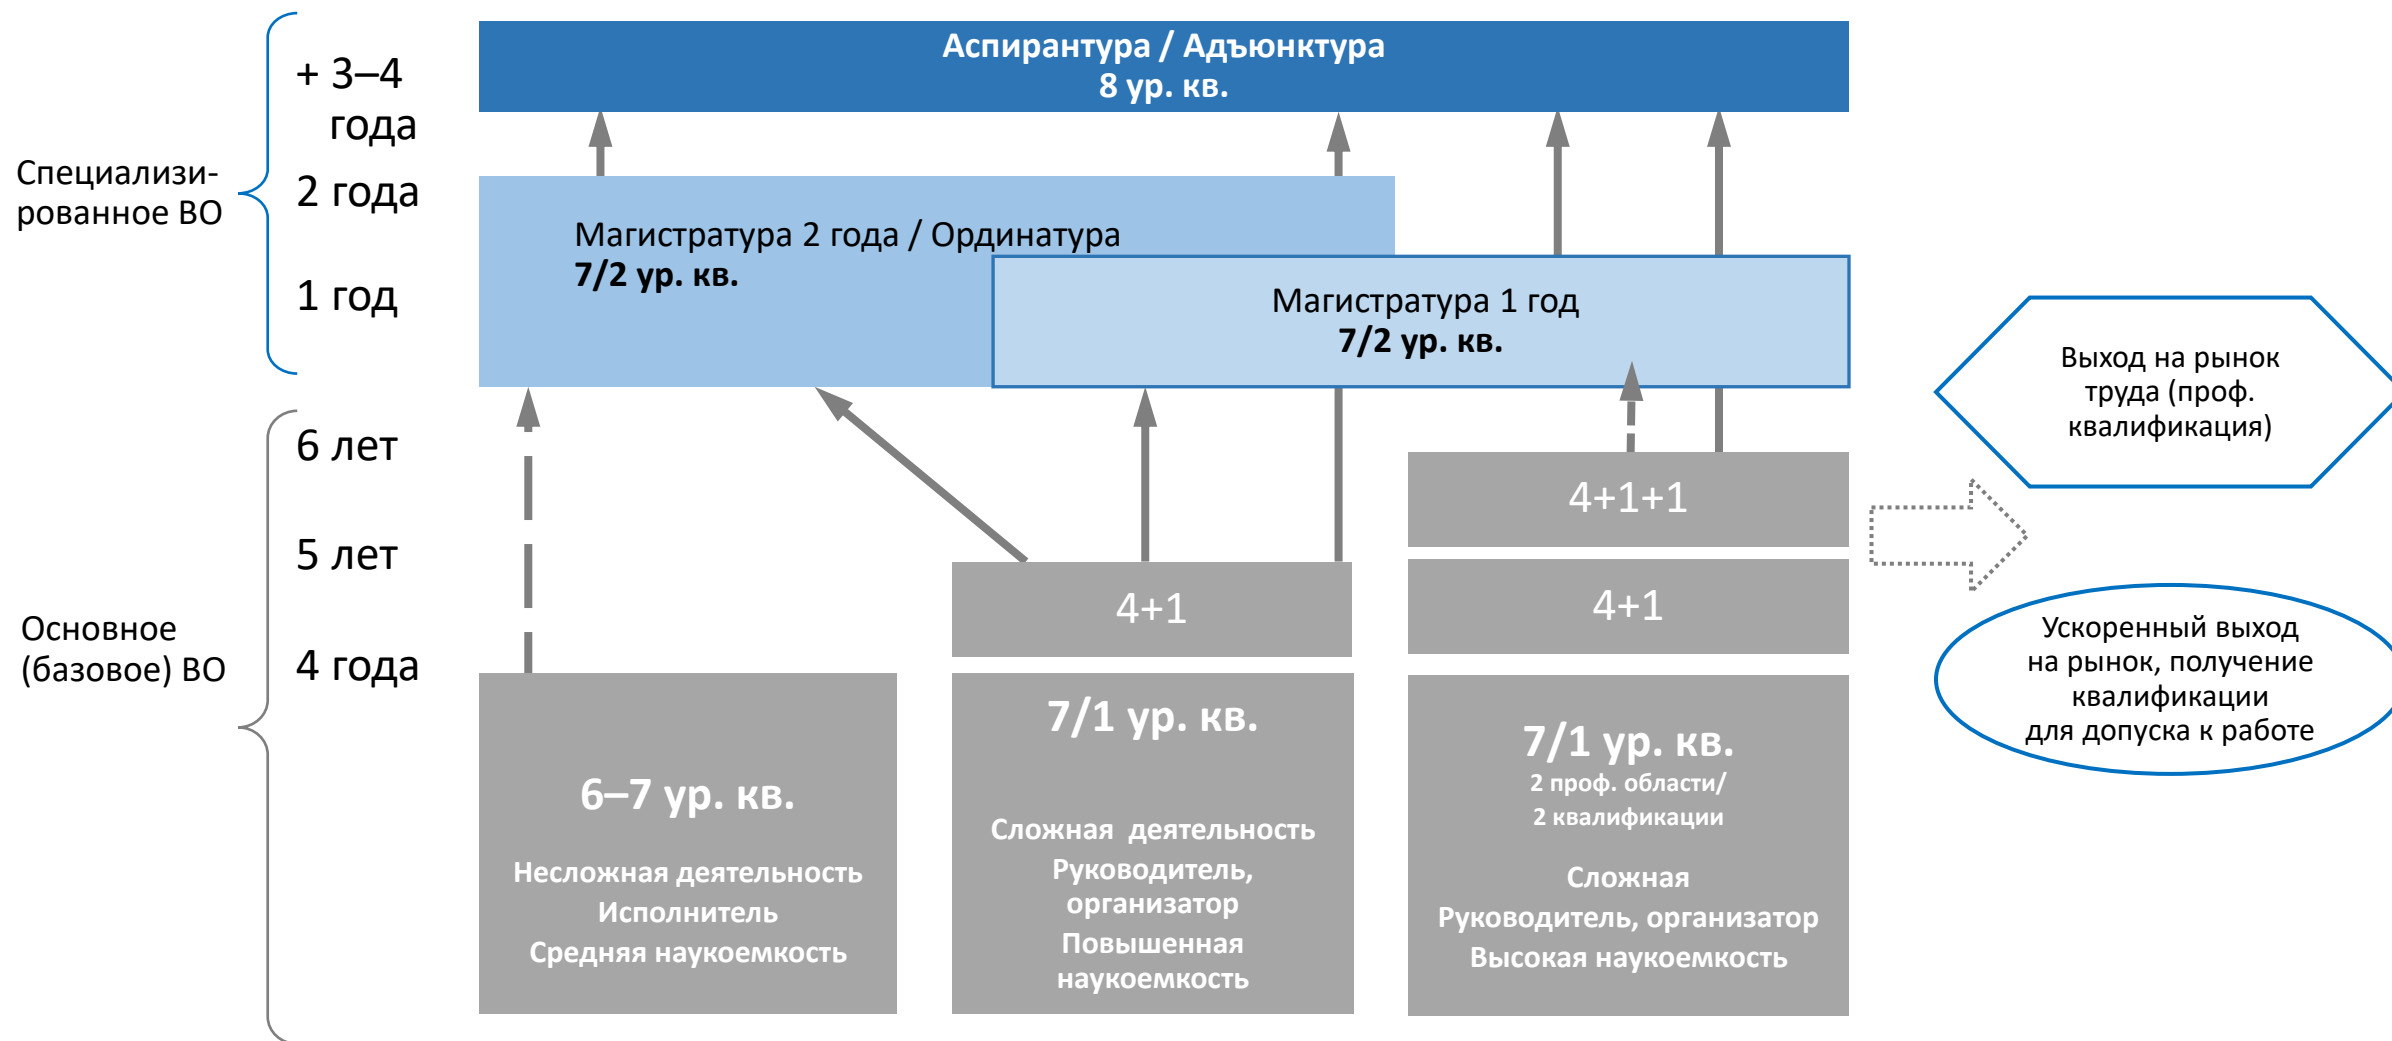 Специализи-
рованное ВО
+ 3–4
года
2 года
1 год
Аспирантура / Адъюнктура
8 ур. кв.
Магистратура 2 года / Ординатура
7/2 ур. кв.
Магистратура 1 год
7/2 ур. кв.
Основное
(базовое) ВО
6 лет
5 лет
4 года
6–7 ур. кв.
Несложная деятельность
Исполнитель
Средняя наукоемкость
4+1
7/1 ур. кв.
Сложная деятельность
Руководитель,
организатор
Повышенная
наукоемкость
4+1+1
4+1
7/1 ур. кв.
2 проф. области/
2 квалификации
Сложная
Руководитель, организатор
Высокая наукоемкость
Выход на рынок
труда (проф.
квалификация)
Ускоренный выход
на рынок, получение
квалификации
для допуска к работе